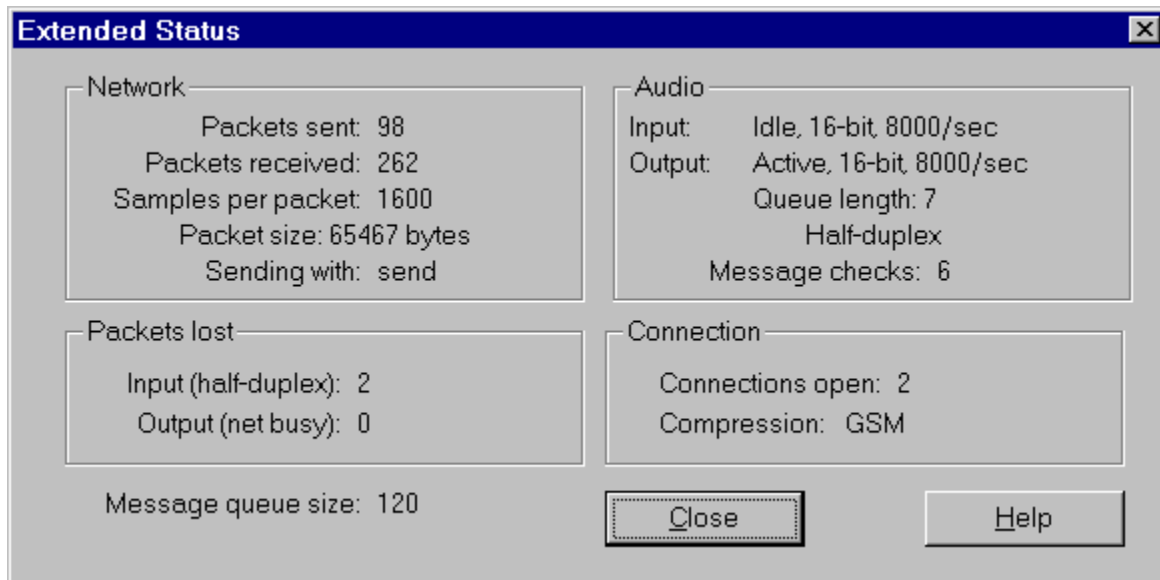 Extended Status
Network
Packets sent: 98
Packets received: 262
Samples per packet: 1600
Packet size: 65467 bytes
Sending with: send
Audio
Input: Idle, 16-bit, 8000/sec
Output: Active, 16-bit, 8000/sec
Queue length: 7
Half-duplex
Message checks: 6
Packets lost
Input (half-duplex): 2
Output (net busy): 0
Connection
Connections open: 2
Compression: GSM
Message queue size: 120
Close
Help